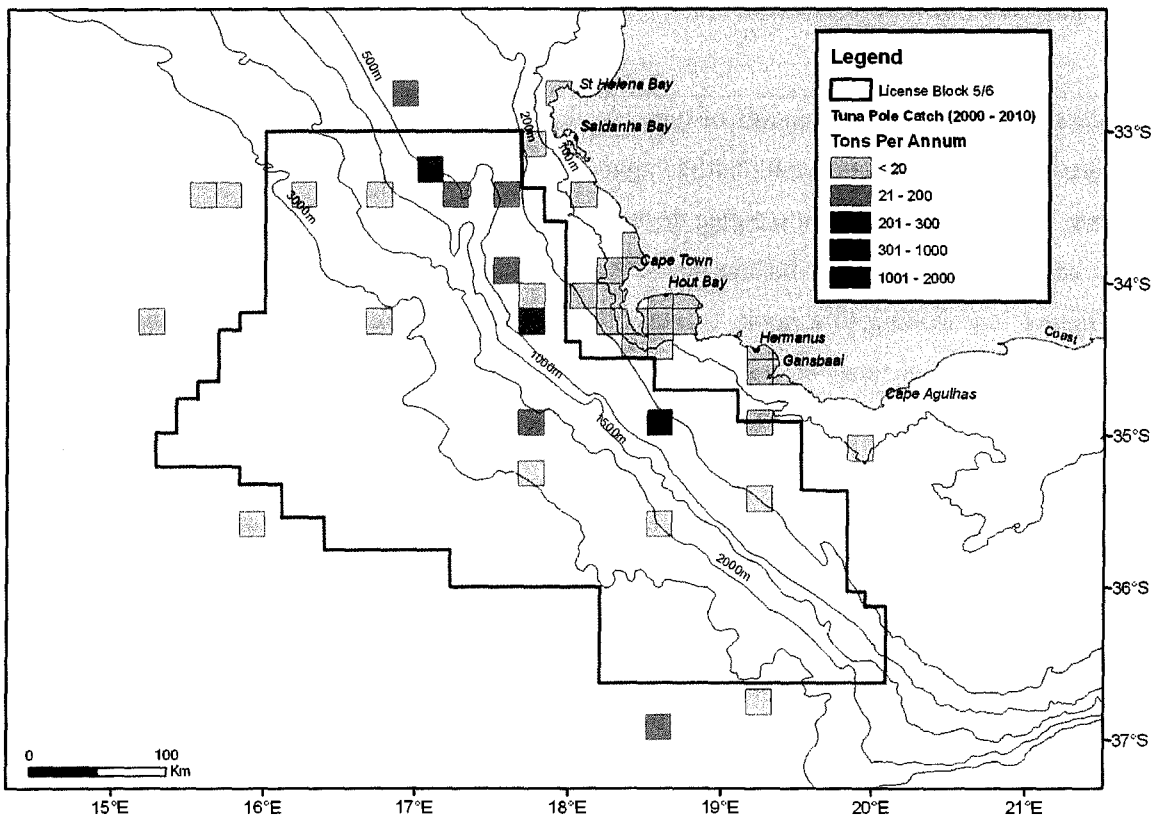 500m
St Helena Bay
200m
Saldanha Bay
100m
3000m
Cape Town
Hout Bay
1000m
Hermanus
Gansbaai
Coast
Cape Agulhas
1500m
2000m
Legend
License Block 5/6
Tuna Pole Catch (2000 - 2010)
Tons Per Annum
< 20
21 - 200
201 - 300
301 - 1000
1001 - 2000
33°S
34°S
35°S
36°S
37°S
0 100
Km
15°E 16°E 17°E 18°E 19°E 20°E 21°E